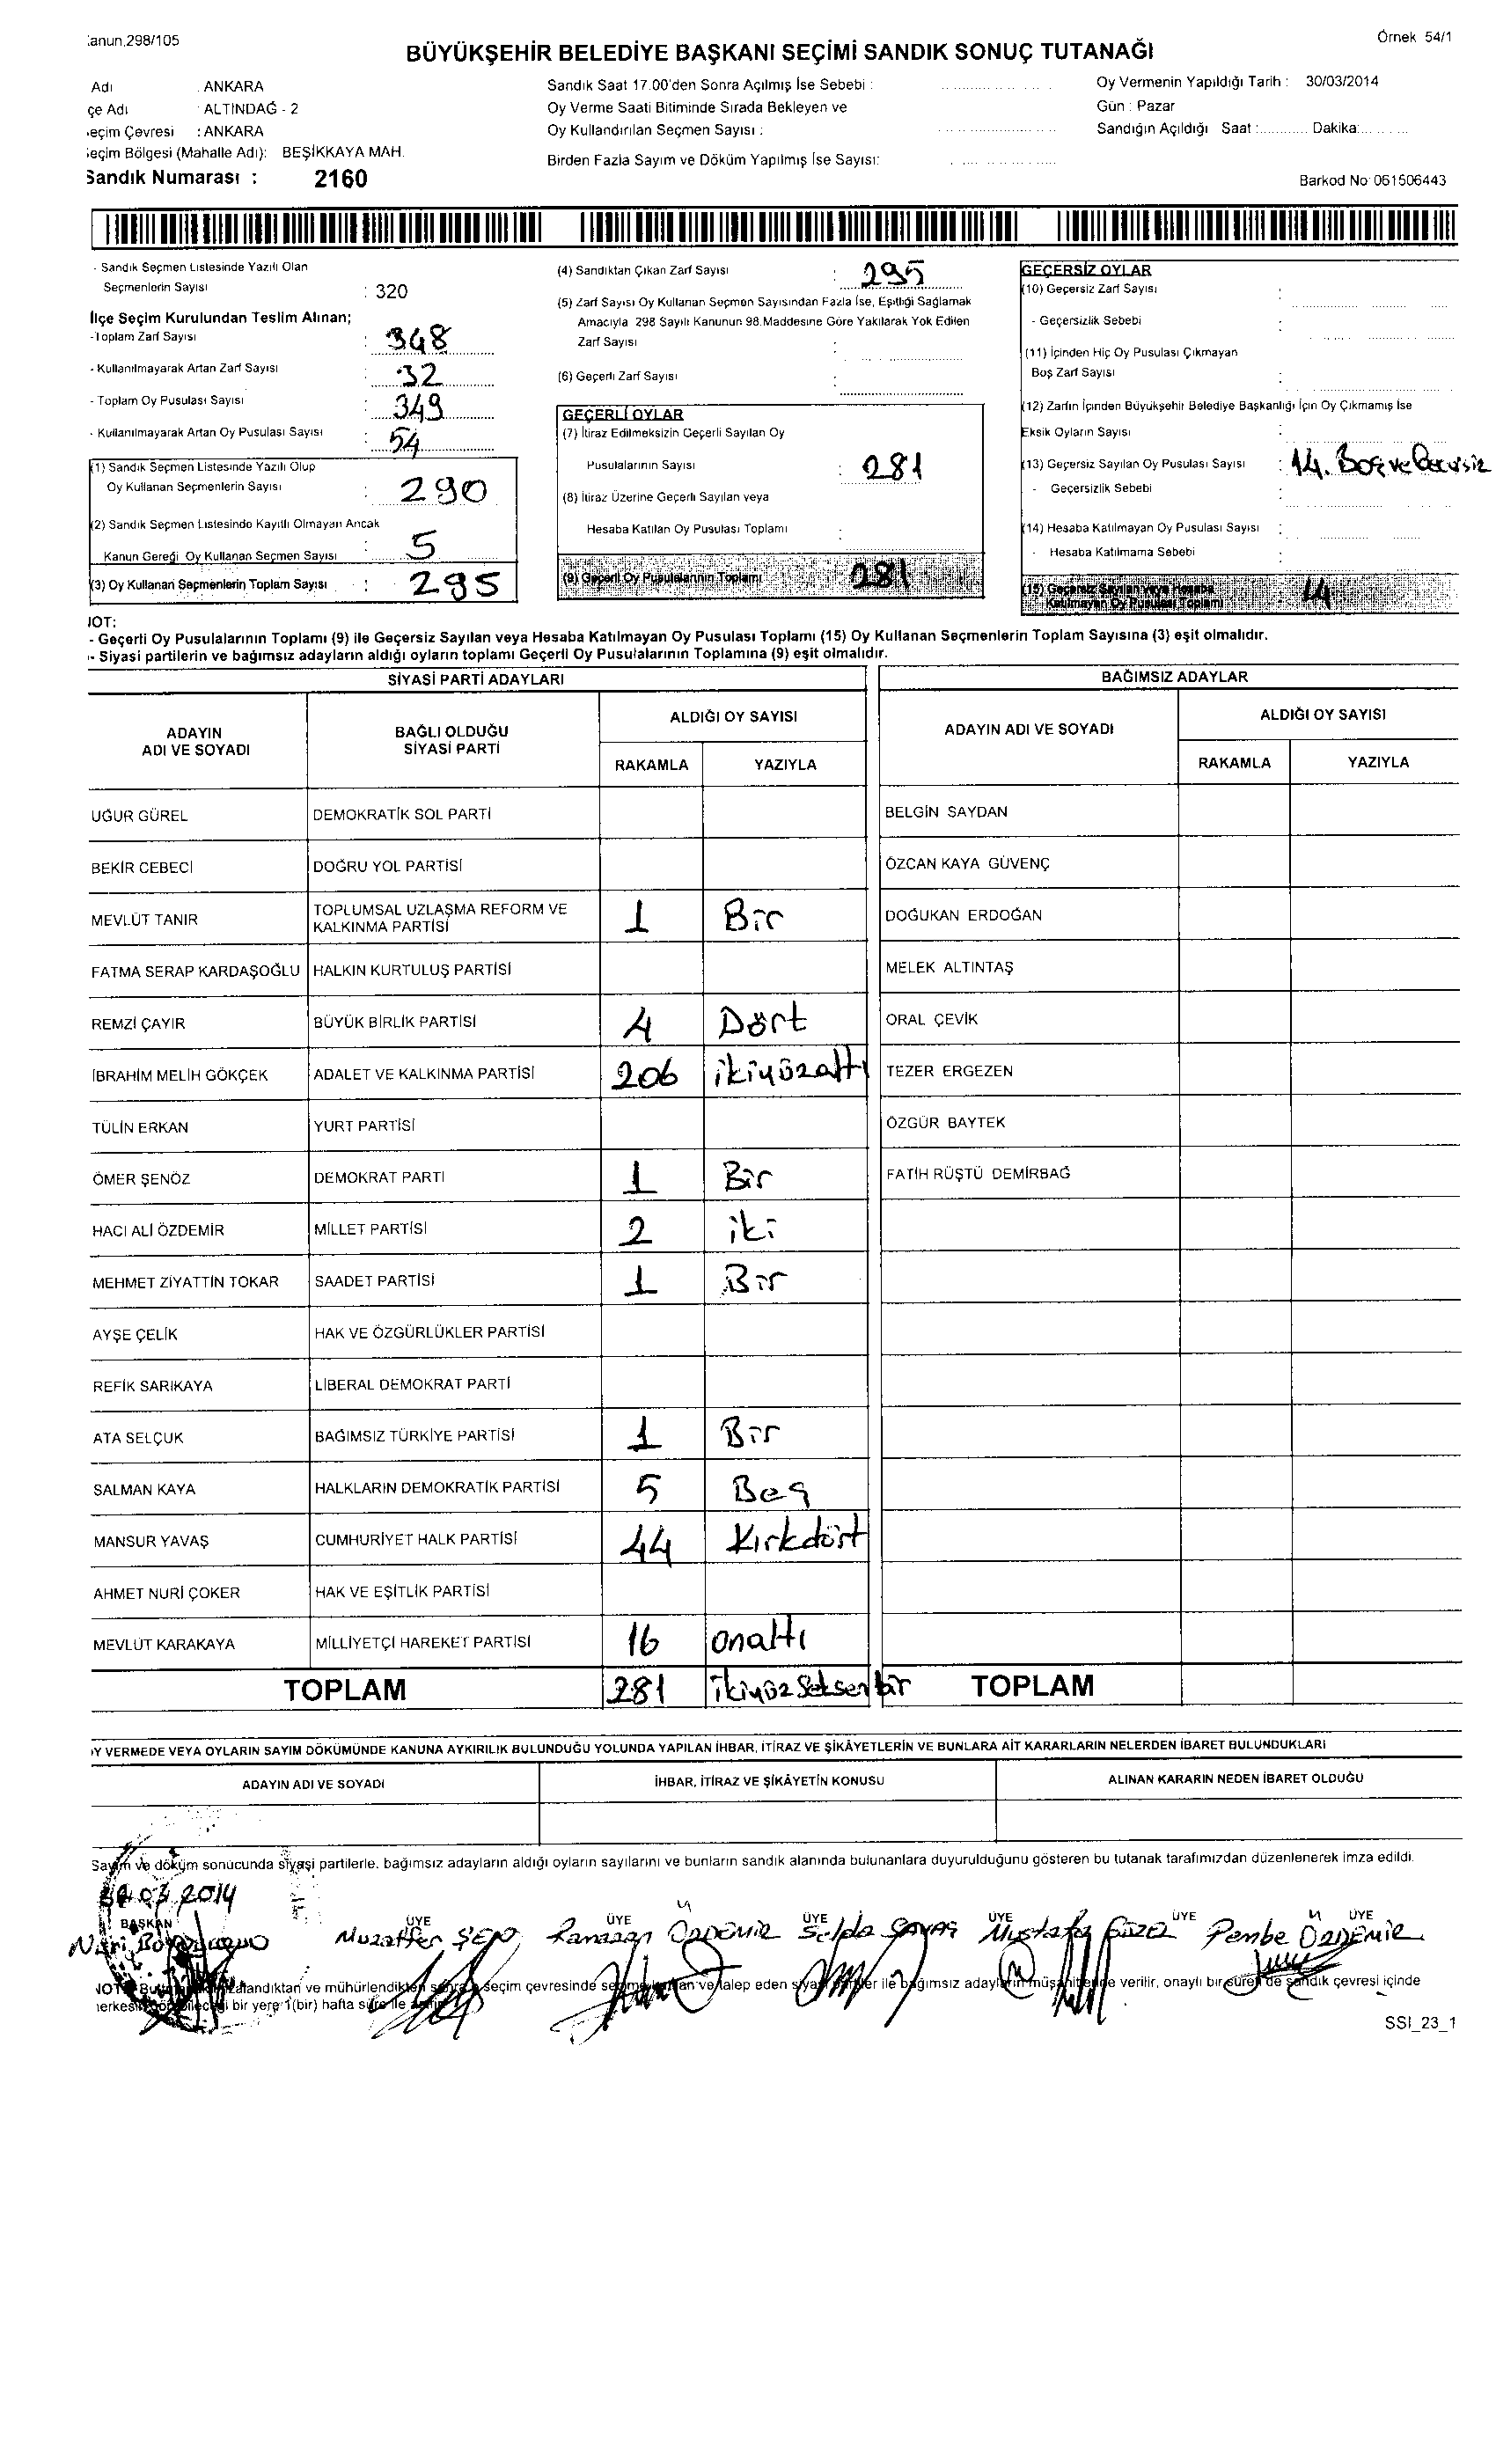 anun.298/105
Örnek 54/1
BÜYÜKŞEHİR BELEDİYE BAŞKANI SEÇİMİ SANDIK SONUÇ TUTANAĞI
Adı : ANKARA
çe Adı : ALTINDAĞ - 2
eçim Çevresi : ANKARA
eçim Bölgesi (Mahalle Adı): BEŞİKKAYA MAH.
Sandık Numarası : 2160
Sandık Saat 17.00'den Sonra Açılmış İse Sebebi :
Oy Verme Saati Bitiminde Sırada Bekleyen ve
Oy Kullandırılan Seçmen Sayısı :
Birden Fazla Sayım ve Döküm Yapılmış İse Sayısı:
Oy Vermenin Yapıldığı Tarih : 30/03/2014
Gün : Pazar
Sandığın Açıldığı Saat :............ Dakika:............
Barkod No: 061506443
- Sandık Seçmen Listesinde Yazılı Olan
Seçmenlerin Sayısı : 320
İlçe Seçim Kurulundan Teslim Alınan;
-Toplam Zarf Sayısı : 348
- Kullanılmayarak Artan Zarf Sayısı : 32
- Toplam Oy Pusulası Sayısı : 349
- Kullanılmayarak Artan Oy Pusulası Sayısı : 54
(1) Sandık Seçmen Listesinde Yazılı Olup
Oy Kullanan Seçmenlerin Sayısı : 290
(2) Sandık Seçmen Listesinde Kayıtlı Olmayan Ancak
Kanun Gereği Oy Kullanan Seçmen Sayısı : 5
(3) Oy Kullanan Seçmenlerin Toplam Sayısı : 295
(4) Sandıktan Çıkan Zarf Sayısı : 295
(5) Zarf Sayısı Oy Kullanan Seçmen Sayısından Fazla İse, Eşitliği Sağlamak
Amacıyla 298 Sayılı Kanunun 98.Maddesine Göre Yakılarak Yok Edilen
Zarf Sayısı :
(6) Geçerli Zarf Sayısı :
GEÇERLİ OYLAR
(7) İtiraz Edilmeksizin Geçerli Sayılan Oy
Pusulalarının Sayısı : 281
(8) İtiraz Üzerine Geçerli Sayılan veya
Hesaba Katılan Oy Pusulası Toplamı :
(9) Geçerli Oy Pusulalarının Toplamı : 281
GEÇERSİZ OYLAR
(10) Geçersiz Zarf Sayısı :
- Geçersizlik Sebebi :
(11) İçinden Hiç Oy Pusulası Çıkmayan
Boş Zarf Sayısı :
(12) Zarfın İçinden Büyükşehir Belediye Başkanlığı İçin Oy Çıkmamış İse
Eksik Oyların Sayısı :
(13) Geçersiz Sayılan Oy Pusulası Sayısı : 14. Boş ve Geçersiz
- Geçersizlik Sebebi :
(14) Hesaba Katılmayan Oy Pusulası Sayısı :
- Hesaba Katılmama Sebebi :
(15) Geçersiz Sayılan veya Hesaba
Katılmayan Oy Pusulası Toplamı 14
NOT:
- Geçerli Oy Pusulalarının Toplamı (9) ile Geçersiz Sayılan veya Hesaba Katılmayan Oy Pusulası Toplamı (15) Oy Kullanan Seçmenlerin Toplam Sayısına (3) eşit olmalıdır.
- Siyasi partilerin ve bağımsız adayların aldığı oyların toplamı Geçerli Oy Pusulalarının Toplamına (9) eşit olmalıdır.
SİYASİ PARTİ ADAYLARI BAĞIMSIZ ADAYLAR
ADAYIN ADI VE SOYADI BAĞLI OLDUĞU SİYASİ PARTİ ALDIĞI OY SAYISI ADAYIN ADI VE SOYADI ALDIĞI OY SAYISI
RAKAMLA YAZIYLA RAKAMLA YAZIYLA
UĞUR GÜREL DEMOKRATİK SOL PARTİ BELGİN SAYDAN
BEKİR CEBECİ DOĞRU YOL PARTİSİ ÖZCAN KAYA GÜVENÇ
MEVLÜT TANIR TOPLUMSAL UZLAŞMA REFORM VE KALKINMA PARTİSİ 1 Bir DOĞUKAN ERDOĞAN
FATMA SERAP KARDAŞOĞLU HALKIN KURTULUŞ PARTİSİ MELEK ALTINTAŞ
REMZİ ÇAYIR BÜYÜK BİRLİK PARTİSİ 4 Dört ORAL ÇEVİK
İBRAHİM MELİH GÖKÇEK ADALET VE KALKINMA PARTİSİ 206 ikiyüzaltı TEZER ERGEZEN
TÜLİN ERKAN YURT PARTİSİ ÖZGÜR BAYTEK
ÖMER ŞENÖZ DEMOKRAT PARTİ 1 Bir FATİH RÜŞTÜ DEMİRBAĞ
HACI ALİ ÖZDEMİR MİLLET PARTİSİ 2 iki
MEHMET ZİYATTİN TOKAR SAADET PARTİSİ 1 Bir
AYŞE ÇELİK HAK VE ÖZGÜRLÜKLER PARTİSİ
REFİK SARIKAYA LİBERAL DEMOKRAT PARTİ
ATA SELÇUK BAĞIMSIZ TÜRKİYE PARTİSİ 1 Bir
SALMAN KAYA HALKLARIN DEMOKRATİK PARTİSİ 5 Beş
MANSUR YAVAŞ CUMHURİYET HALK PARTİSİ 44 Kırkdört
AHMET NURİ ÇOKER HAK VE EŞİTLİK PARTİSİ
MEVLÜT KARAKAYA MİLLİYETÇİ HAREKET PARTİSİ 16 onaltı
TOPLAM 281 ikiyüz seksenbir TOPLAM
OY VERMEDE VEYA OYLARIN SAYIM DÖKÜMÜNDE KANUNA AYKIRILIK BULUNDUĞU YOLUNDA YAPILAN İHBAR, İTİRAZ VE ŞİKÂYETLERİN VE BUNLARA AİT KARARLARIN NELERDEN İBARET BULUNDUKLARI
ADAYIN ADI VE SOYADI İHBAR, İTİRAZ VE ŞİKÂYETİN KONUSU ALINAN KARARIN NEDEN İBARET OLDUĞU
Sayım ve döküm sonucunda siyasi partilerle, bağımsız adayların aldığı oyların sayılarını ve bunların sandık alanında bulunanlara duyurulduğunu gösteren bu tutanak tarafımızdan düzenlenerek imza edildi.
2014
BAŞKAN ÜYE ÜYE ÜYE ÜYE ÜYE ÜYE
Nuri Muzaffer Ramazan Özdemir Selda Savaş Mustafa Güzel Pembe Özdemir
seçim çevresinde talep eden ile bağımsız adayların müşahitlerine verilir, onaylı bir sureti de sandık çevresi içinde
bir yere 1(bir) hafta süre ile
SSI_23_1